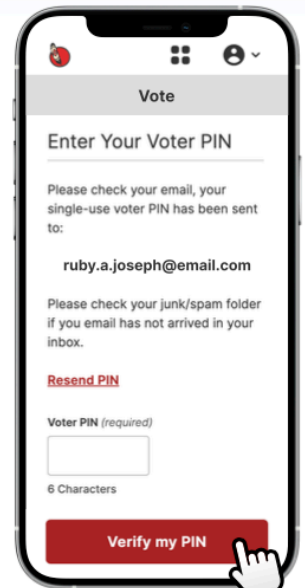 Vote
Enter Your Voter PIN
Please check your email, your
single-use voter PIN has been sent
to:
ruby.a.joseph@email.com
Please check your junk/spam folder
if you email has not arrived in your
inbox.
Resend PIN
Voter PIN (required)
6 Characters
Verify my PIN